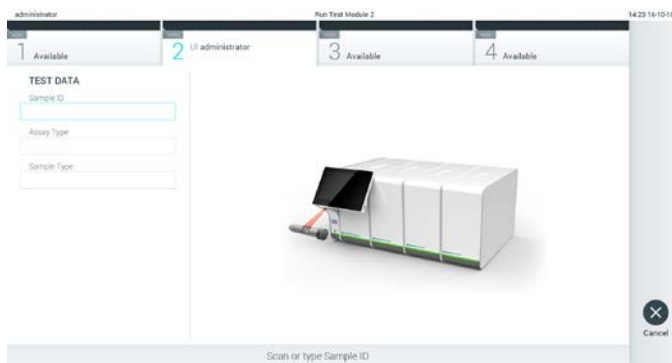 administrator
Run Test Module 2
14:23 16-10-18
1 Available
2 UI administrator
3 Available
4 Available
TEST DATA
Sample ID
Assay Type
Sample Type
Cancel
Scan or type Sample ID